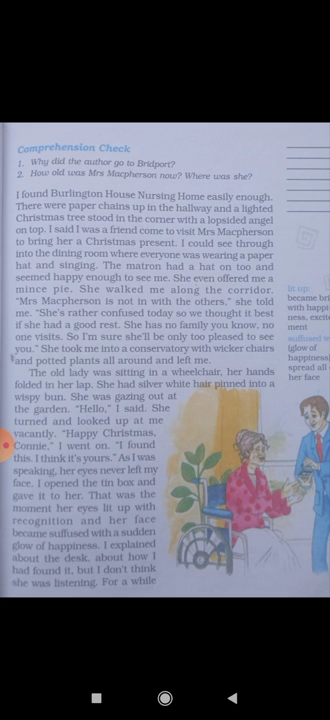 Comprehension Check
1. Why did the author go to Bridport?
2. How old was Mrs Macpherson now? Where was she?
I found Burlington House Nursing Home easily enough.
There were paper chains up in the hallway and a lighted
Christmas tree stood in the corner with a lopsided angel
on top. I said I was a friend come to visit Mrs Macpherson
to bring her a Christmas present. I could see through
into the dining room where everyone was wearing a paper
hat and singing. The matron had a hat on too and
seemed happy enough to see me. She even offered me a
mince pie. She walked me along the corridor.
“Mrs Macpherson is not in with the others,” she told
me. “She's rather confused today so we thought it best
if she had a good rest. She has no family you know, no
one visits. So I'm sure she'll be only too pleased to see
you.” She took me into a conservatory with wicker chairs
and potted plants all around and left me.
The old lady was sitting in a wheelchair, her hands
folded in her lap. She had silver white hair pinned into a
wispy bun. She was gazing out at
the garden. “Hello,” I said. She
turned and looked up at me
vacantly. “Happy Christmas,
Connie,” I went on. “I found
this. I think it's yours.” As I was
speaking, her eyes never left my
face. I opened the tin box and
gave it to her. That was the
moment her eyes lit up with
recognition and her face
became suffused with a sudden
glow of happiness. I explained
about the desk, about how I
had found it, but I don't think
she was listening. For a while
lit up:
became bri
with happi
ness, excite
ment
suffused w
(glow of
happiness)
spread all
her face